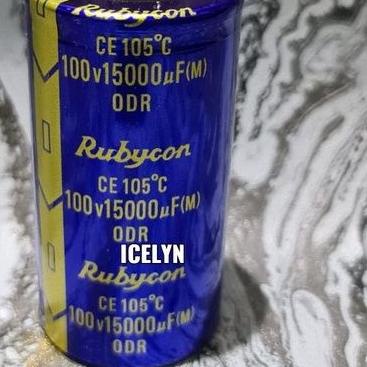 Rubycon
CE 105°C
100v15000µF(M)
ODR
Rubycon
CE 105°C
100v15000µF(M)
ODR
ICELYN
Rubycon
CE 105°C
100v15000µF(M)
ODR